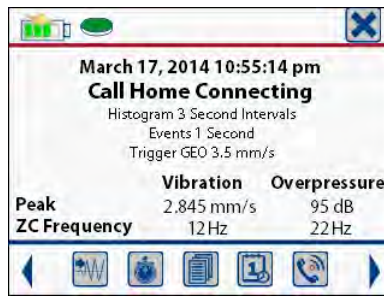 March 17, 2014 10:55:14 pm
Call Home Connecting
Histogram 3 Second Intervals
Events 1 Second
Trigger GEO 3.5 mm/s
Vibration Overpressure
Peak 2.845 mm/s 95 dB
ZC Frequency 12 Hz 22 Hz